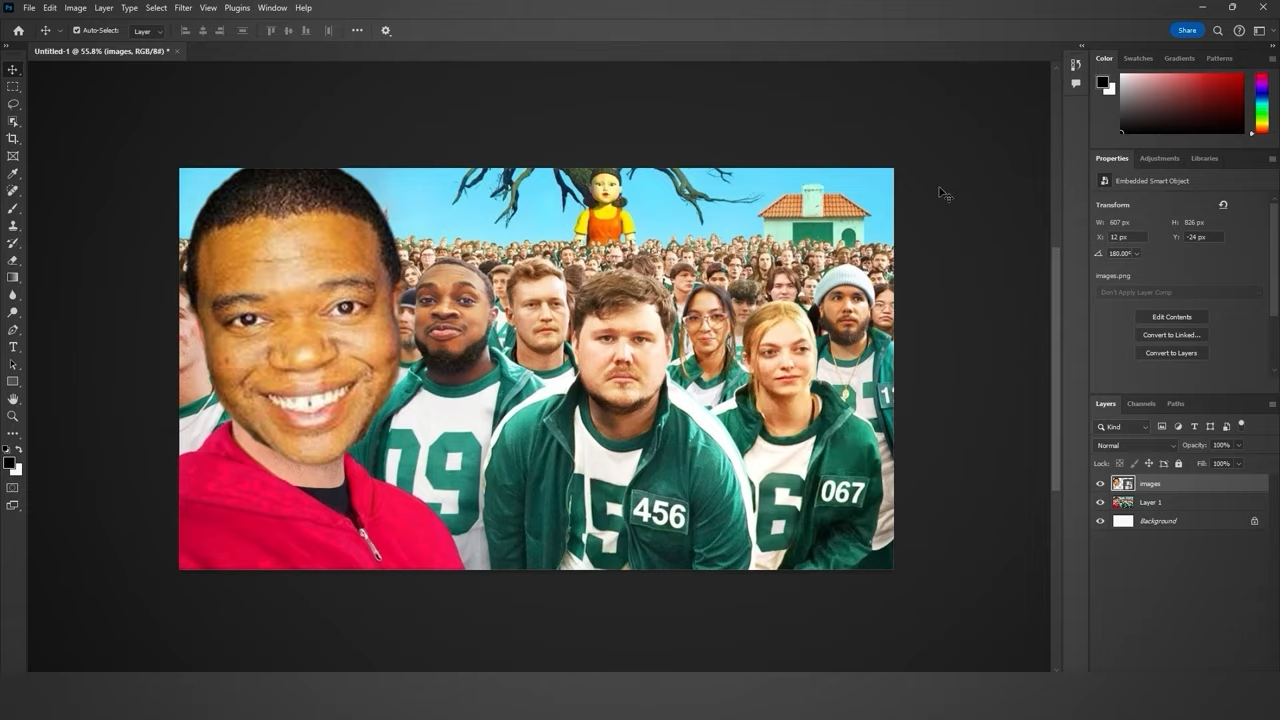 Ps File Edit Image Layer Type Select Filter View Plugins Window Help
Auto-Select: Layer Share
Untitled-1 @ 55.8% (images, RGB/8#) *
Color Swatches Gradients Patterns
Properties Adjustments Libraries
Embedded Smart Object
Transform
W: 607 px H: 826 px
X: 12 px Y: -24 px
180.00°
images.png
Don't Apply Layer Comp
Edit Contents
Convert to Linked...
Convert to Layers
Layers Channels Paths
Kind
Normal Opacity: 100%
Lock: Fill: 100%
images
Layer 1
Background
09
456
067